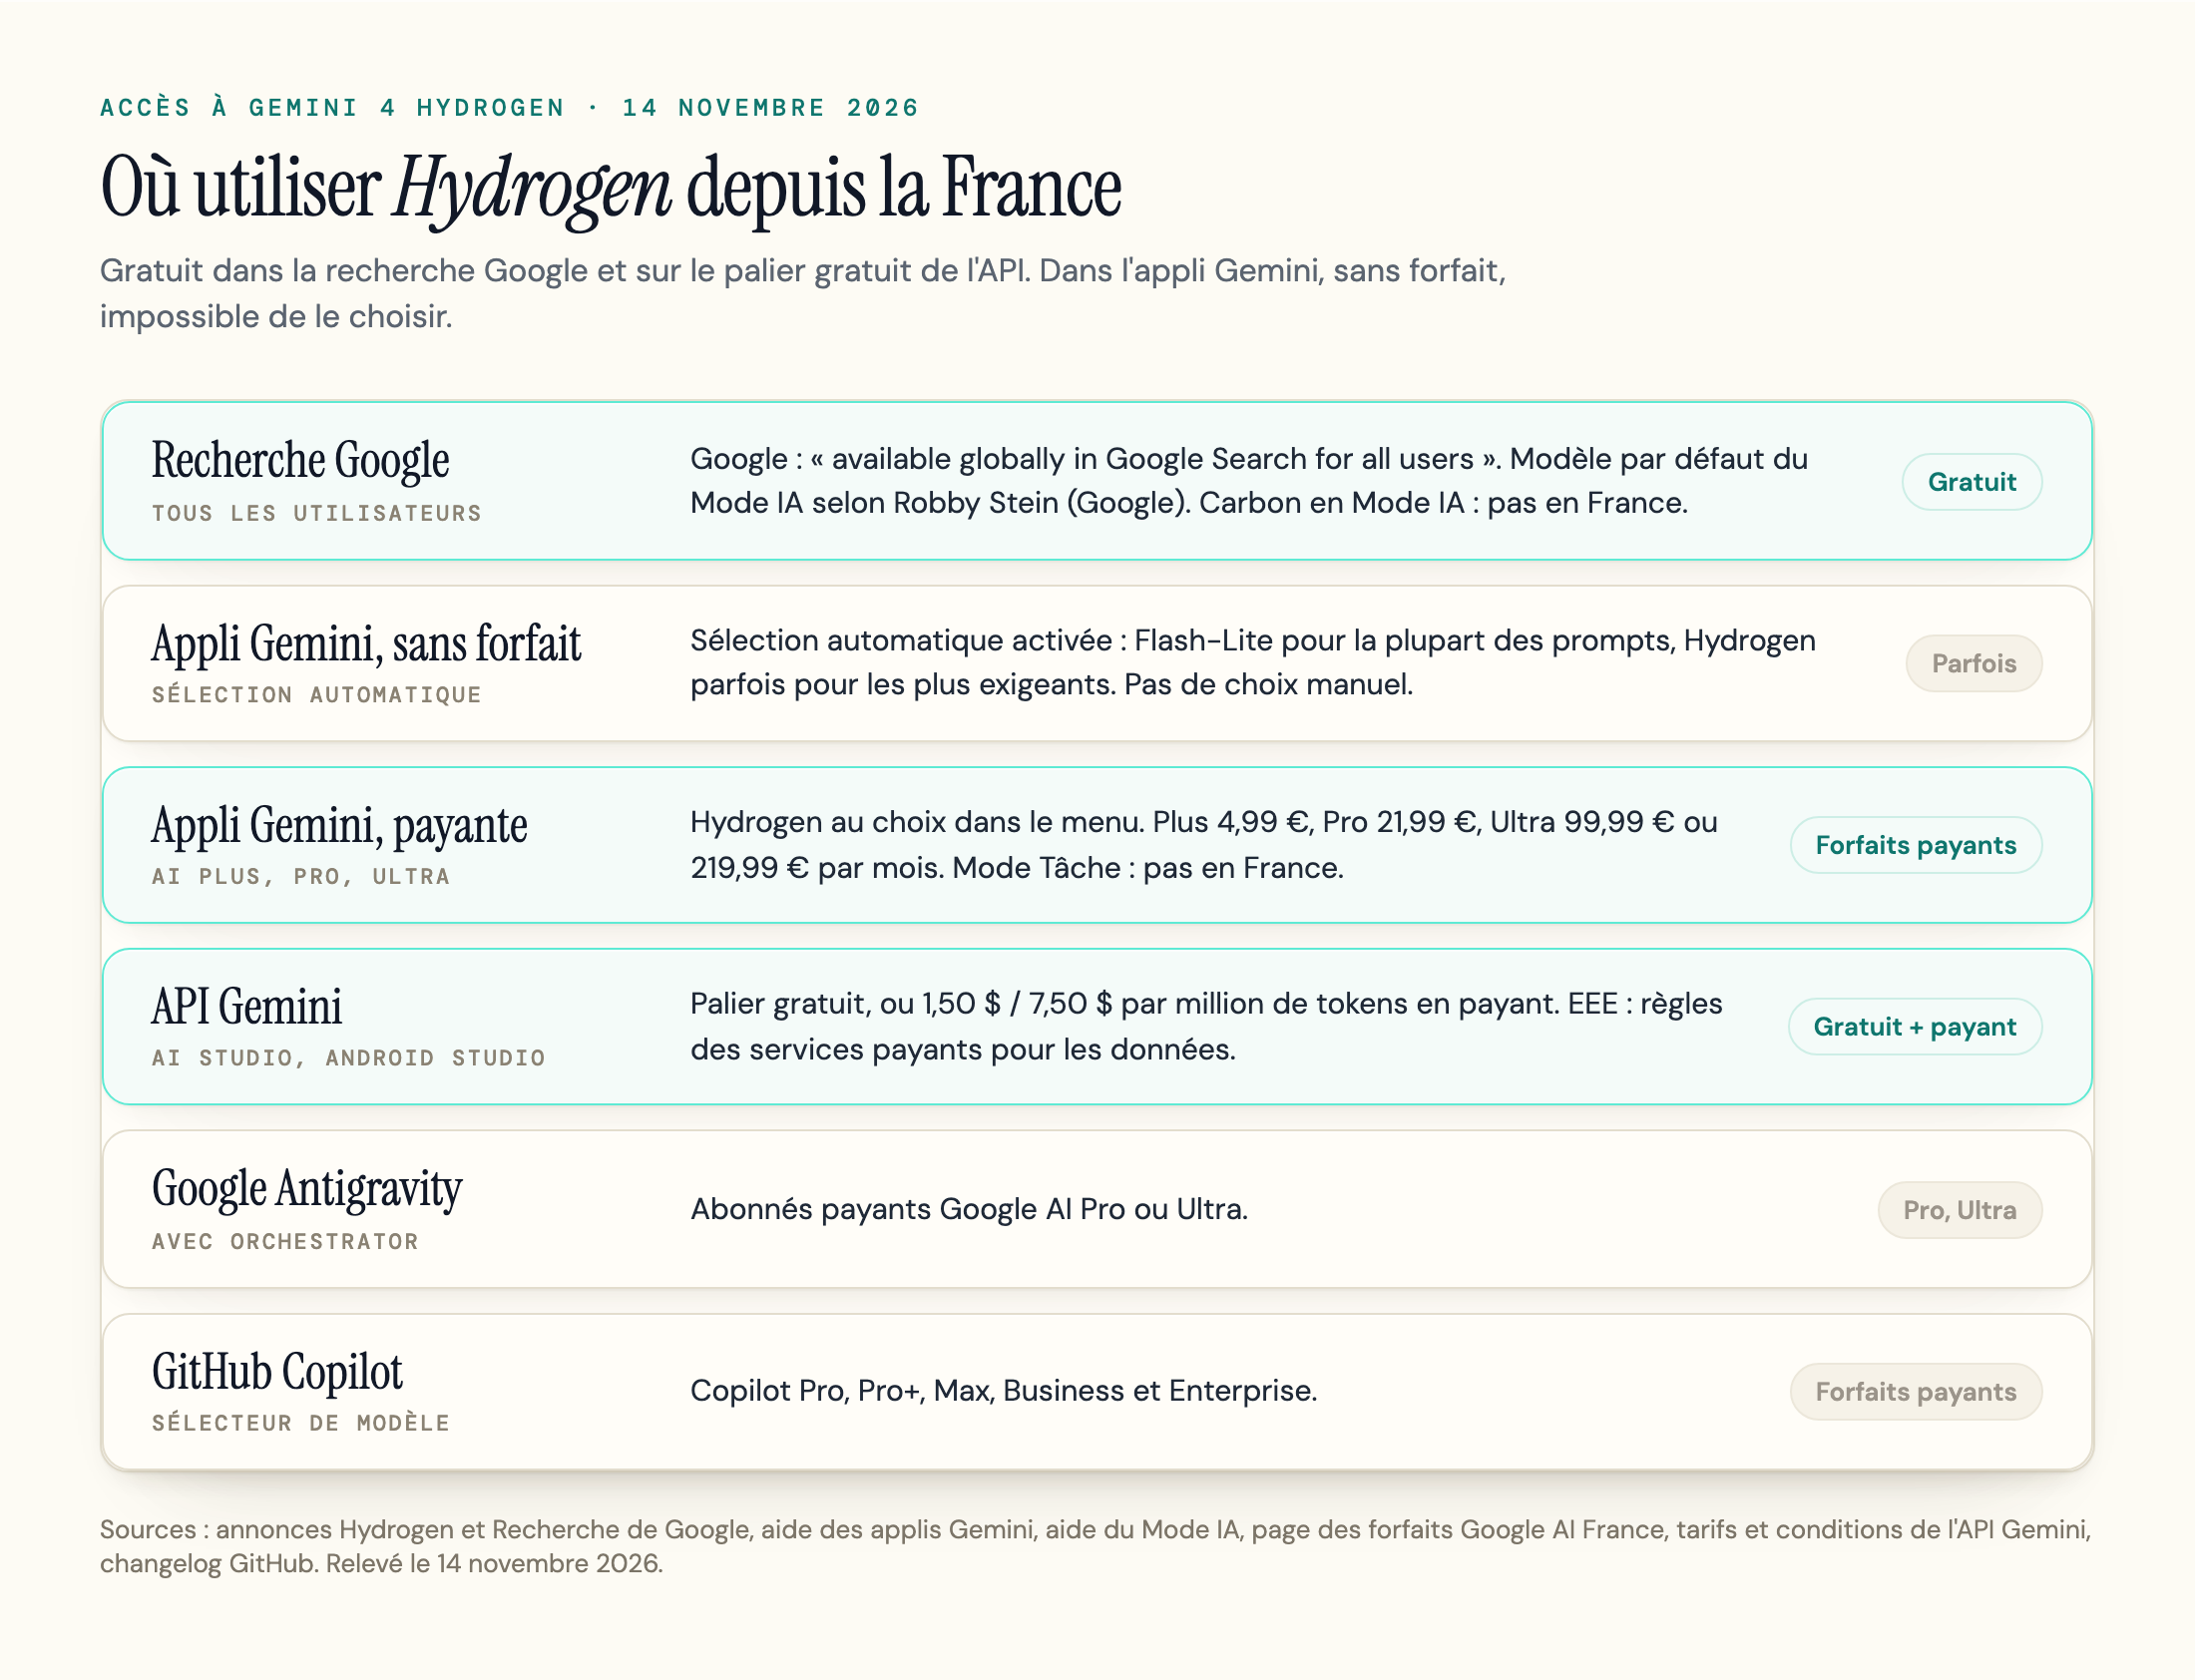 ACCÈS À GEMINI 4 HYDROGEN · 14 NOVEMBRE 2026
Où utiliser Hydrogen depuis la France
Gratuit dans la recherche Google et sur le palier gratuit de l'API. Dans l'appli Gemini, sans forfait,
impossible de le choisir.
Recherche Google
TOUS LES UTILISATEURS
Google : « available globally in Google Search for all users ». Modèle par défaut du
Mode IA selon Robby Stein (Google). Carbon en Mode IA : pas en France.
Gratuit
Appli Gemini, sans forfait
SÉLECTION AUTOMATIQUE
Sélection automatique activée : Flash-Lite pour la plupart des prompts, Hydrogen
parfois pour les plus exigeants. Pas de choix manuel.
Parfois
Appli Gemini, payante
AI PLUS, PRO, ULTRA
Hydrogen au choix dans le menu. Plus 4,99 €, Pro 21,99 €, Ultra 99,99 € ou
219,99 € par mois. Mode Tâche : pas en France.
Forfaits payants
API Gemini
AI STUDIO, ANDROID STUDIO
Palier gratuit, ou 1,50 $ / 7,50 $ par million de tokens en payant. EEE : règles
des services payants pour les données.
Gratuit + payant
Google Antigravity
AVEC ORCHESTRATOR
Abonnés payants Google AI Pro ou Ultra.
Pro, Ultra
GitHub Copilot
SÉLECTEUR DE MODÈLE
Copilot Pro, Pro+, Max, Business et Enterprise.
Forfaits payants
Sources : annonces Hydrogen et Recherche de Google, aide des applis Gemini, aide du Mode IA, page des forfaits Google AI France, tarifs et conditions de l'API Gemini,
changelog GitHub. Relevé le 14 novembre 2026.